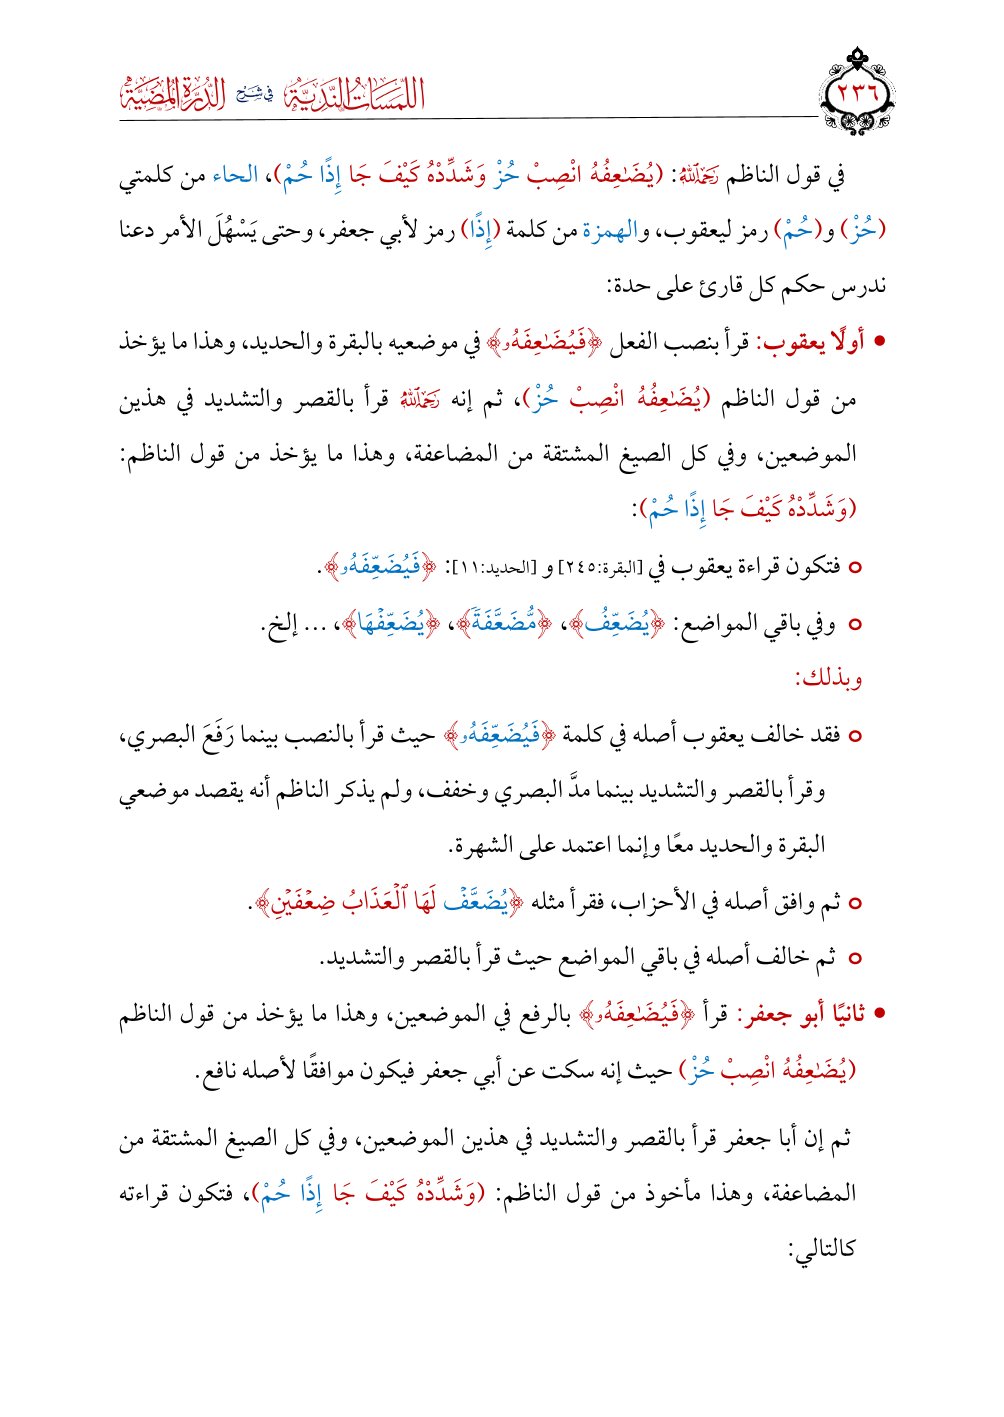 ٢٣٦
اللمسات الندية في شرح الدرة المضية
في قول الناظم رَحِمَهُ اللَّهُ: (يُضَٰعِفُهُ انْصِبْ حُزْ وَشَدِّدْهُ كَيْفَ جَا إِذًا حُمْ)، الحاء من كلمتي
(حُزْ) و(حُمْ) رمز ليعقوب، والهمزة من كلمة (إِذًا) رمز لأبي جعفر، وحتى يَسْهُلَ الأمر دعنا
ندرس حكم كل قارئ على حدة:
• أولًا يعقوب: قرأ بنصب الفعل ﴿فَيُضَٰعِفَهُۥ﴾ في موضعيه بالبقرة والحديد، وهذا ما يؤخذ
من قول الناظم (يُضَٰعِفُهُ انْصِبْ حُزْ)، ثم إنه رَحِمَهُ اللَّهُ قرأ بالقصر والتشديد في هذين
الموضعين، وفي كل الصيغ المشتقة من المضاعفة، وهذا ما يؤخذ من قول الناظم:
(وَشَدِّدْهُ كَيْفَ جَا إِذًا حُمْ):
○ فتكون قراءة يعقوب في [البقرة:٢٤٥] و [الحديد:١١]: ﴿فَيُضَعِّفَهُۥ﴾.
○ وفي باقي المواضع: ﴿يُضَعِّفُ﴾، ﴿مُّضَعَّفَةٗ﴾، ﴿يُضَعِّفۡهَا﴾، ... إلخ.
وبذلك:
○ فقد خالف يعقوب أصله في كلمة ﴿فَيُضَعِّفَهُۥ﴾ حيث قرأ بالنصب بينما رَفَعَ البصري،
وقرأ بالقصر والتشديد بينما مدَّ البصري وخفف، ولم يذكر الناظم أنه يقصد موضعي
البقرة والحديد معًا وإنما اعتمد على الشهرة.
○ ثم وافق أصله في الأحزاب، فقرأ مثله ﴿يُضَعَّفۡ لَهَا ٱلۡعَذَابُ ضِعۡفَيۡنِ﴾.
○ ثم خالف أصله في باقي المواضع حيث قرأ بالقصر والتشديد.
• ثانيًا أبو جعفر: قرأ ﴿فَيُضَٰعِفَهُۥ﴾ بالرفع في الموضعين، وهذا ما يؤخذ من قول الناظم
(يُضَٰعِفُهُ انْصِبْ حُزْ) حيث إنه سكت عن أبي جعفر فيكون موافقًا لأصله نافع.
ثم إن أبا جعفر قرأ بالقصر والتشديد في هذين الموضعين، وفي كل الصيغ المشتقة من
المضاعفة، وهذا مأخوذ من قول الناظم: (وَشَدِّدْهُ كَيْفَ جَا إِذًا حُمْ)، فتكون قراءته
كالتالي: